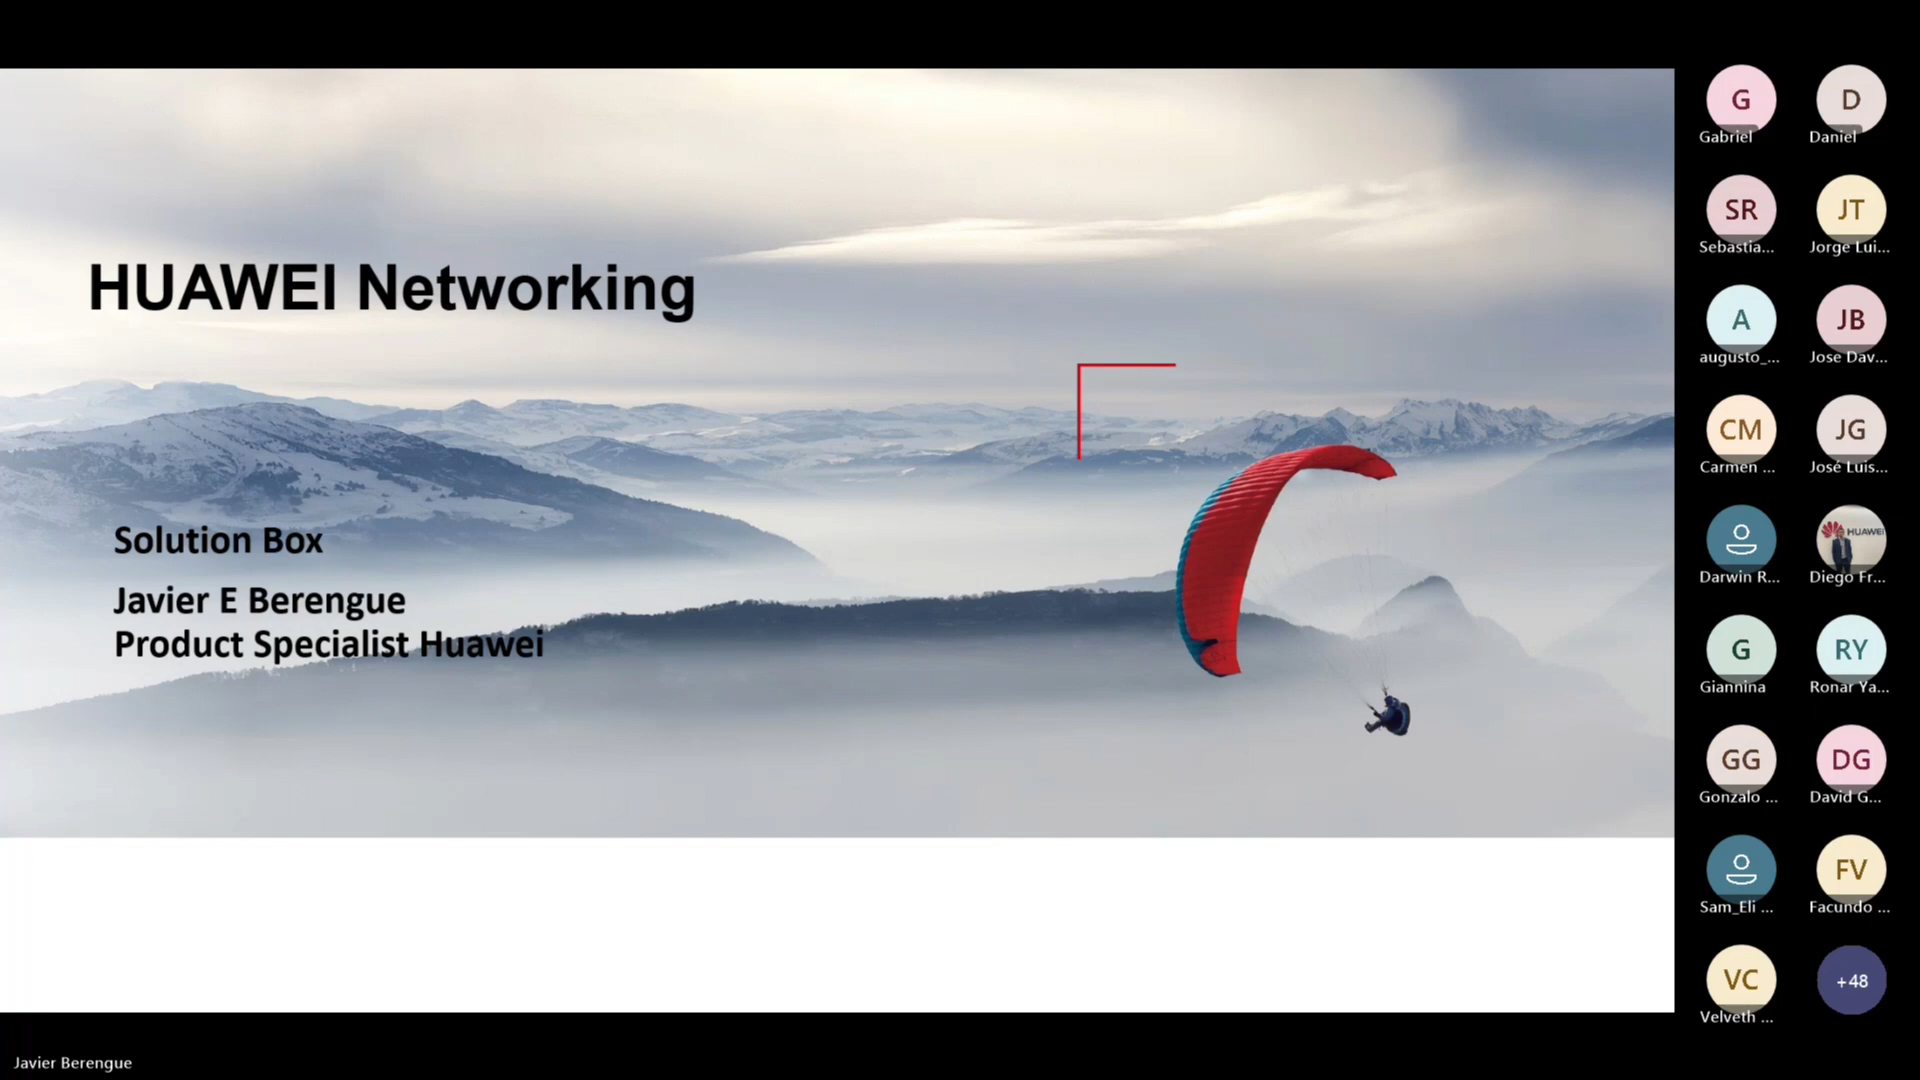 HUAWEI Networking
Solution Box
Javier E Berengue
Product Specialist Huawei
G
Gabriel
D
Daniel
SR
Sebastia...
JT
Jorge Lui...
A
augusto_...
JB
Jose Dav...
CM
Carmen ...
JG
José Luis...
Darwin R...
HUAWEI
Diego Fr...
G
Giannina
RY
Ronar Ya...
GG
Gonzalo ...
DG
David G...
Sam_Eli ...
FV
Facundo ...
VC
Velveth ...
+48
Javier Berengue